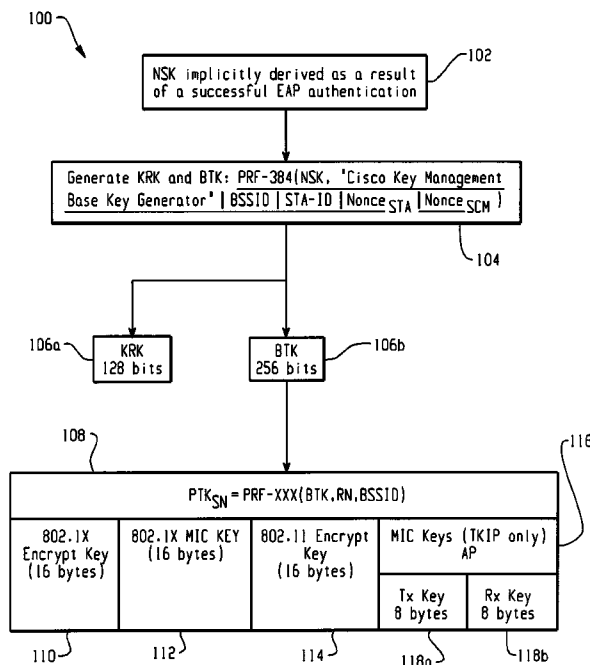 100
NSK implicitly derived as a result
of a successful EAP authentication
102
Generate KRK and BTK: PRF-384(NSK, "Cisco Key Management
Base Key Generator" | BSSID | STA-ID | Nonce STA | Nonce SCM )
104
106a
KRK
128 bits
BTK
256 bits
106b
108
116
PTK SN = PRF-XXX(BTK,RN,BSSID)
802.1X
Encrypt Key
(16 bytes)
802.1X MIC KEY
(16 bytes)
802.11 Encrypt
Key
(16 bytes)
MIC Keys (TKIP only)
AP
Tx Key
8 bytes
Rx Key
8 bytes
110
112
114
118a
118b